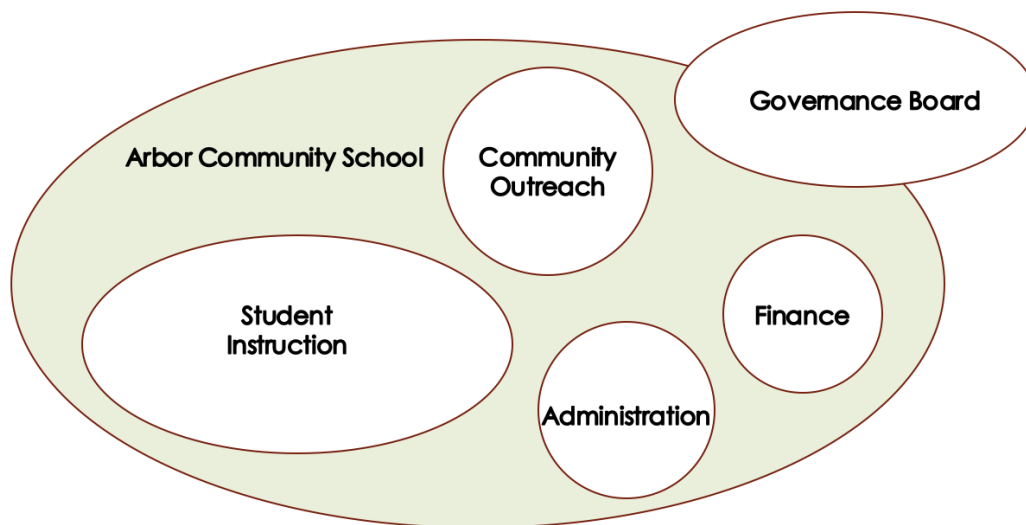 Governance Board
Arbor Community School
Community
Outreach
Student
Instruction
Finance
Administration